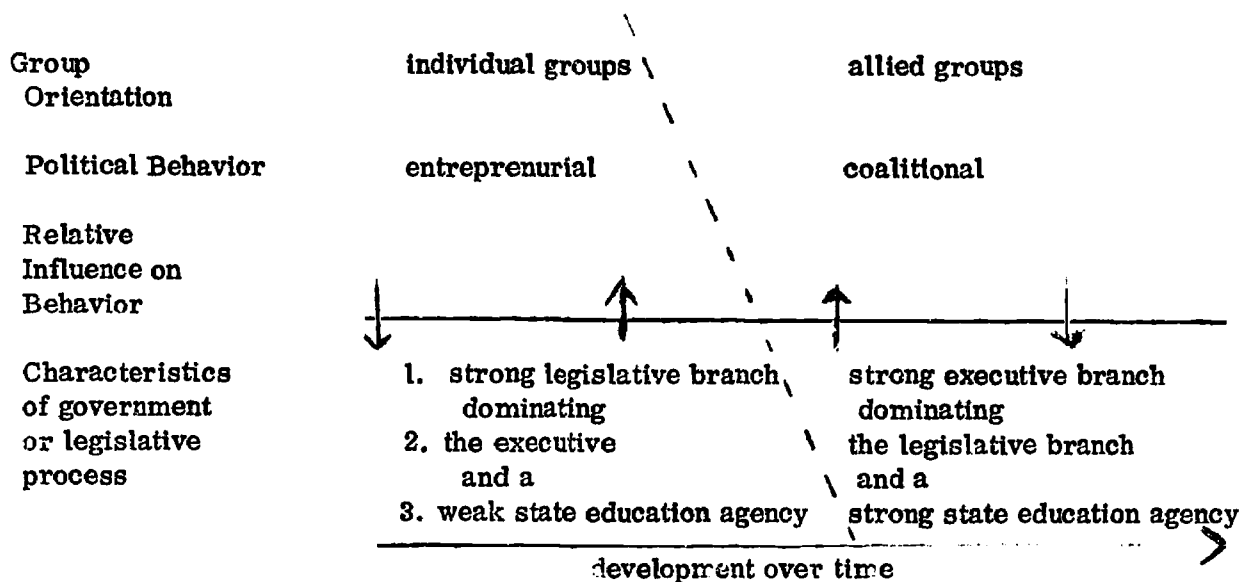 Group individual groups allied groups
Orientation
Political Behavior entreprenurial coalitional
Relative
Influence on
Behavior
Characteristics 1. strong legislative branch strong executive branch
of government dominating dominating
or legislative 2. the executive the legislative branch
process and a and a
3. weak state education agency strong state education agency
development over time